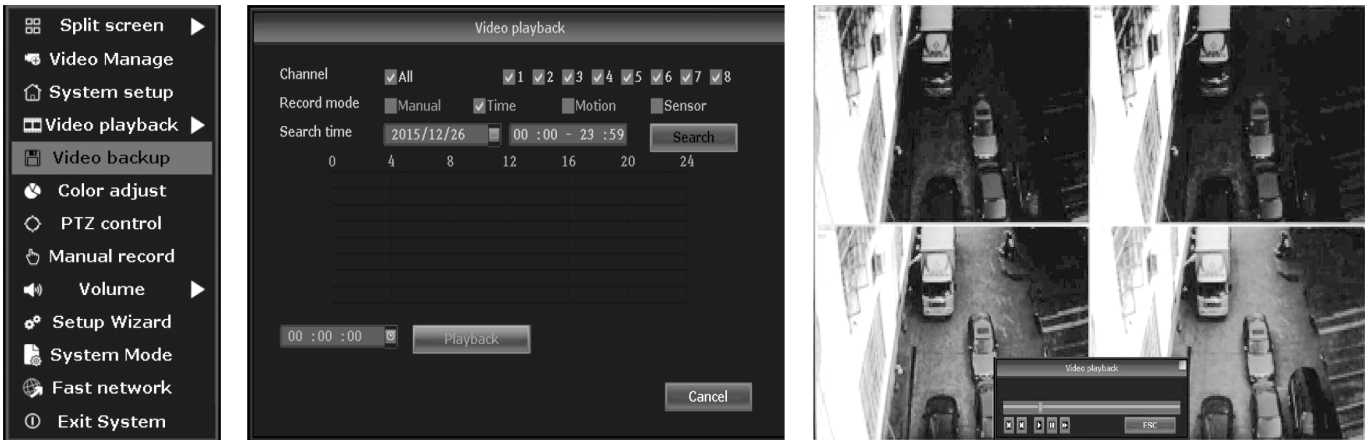 Split screen
Video Manage
System setup
Video playback
Video backup
Color adjust
PTZ control
Manual record
Volume
Setup Wizard
System Mode
Fast network
Exit System
Video playback
Channel All 1 2 3 4 5 6 7 8
Record mode Manual Time Motion Sensor
Search time 2015/12/26 00 :00 - 23 :59 Search
0 4 8 12 16 20 24
00 :00 :00 Playback
Cancel
Video playback
ESC